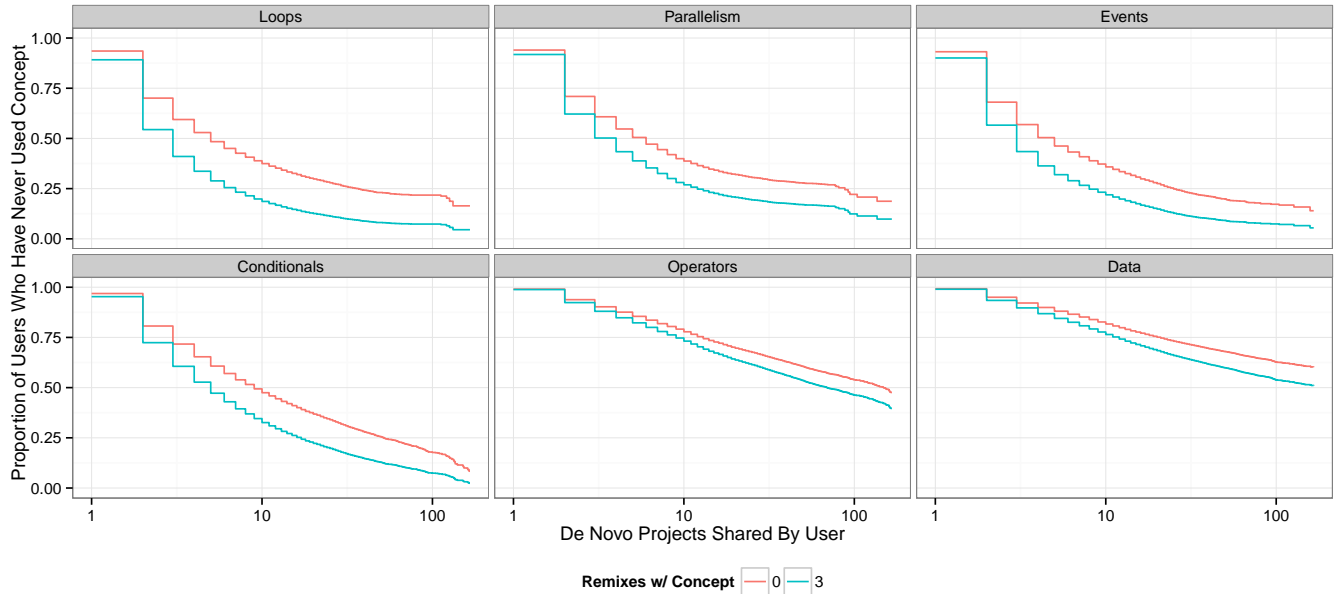 Loops Parallelism Events
1.00
0.75
0.50
0.25
0.00
Conditionals Operators Data
1.00
0.75
0.50
0.25
0.00
1 10 100 1 10 100 1 10 100
Proportion of Users Who Have Never Used Concept
De Novo Projects Shared By User
Remixes w/ Concept 0 3